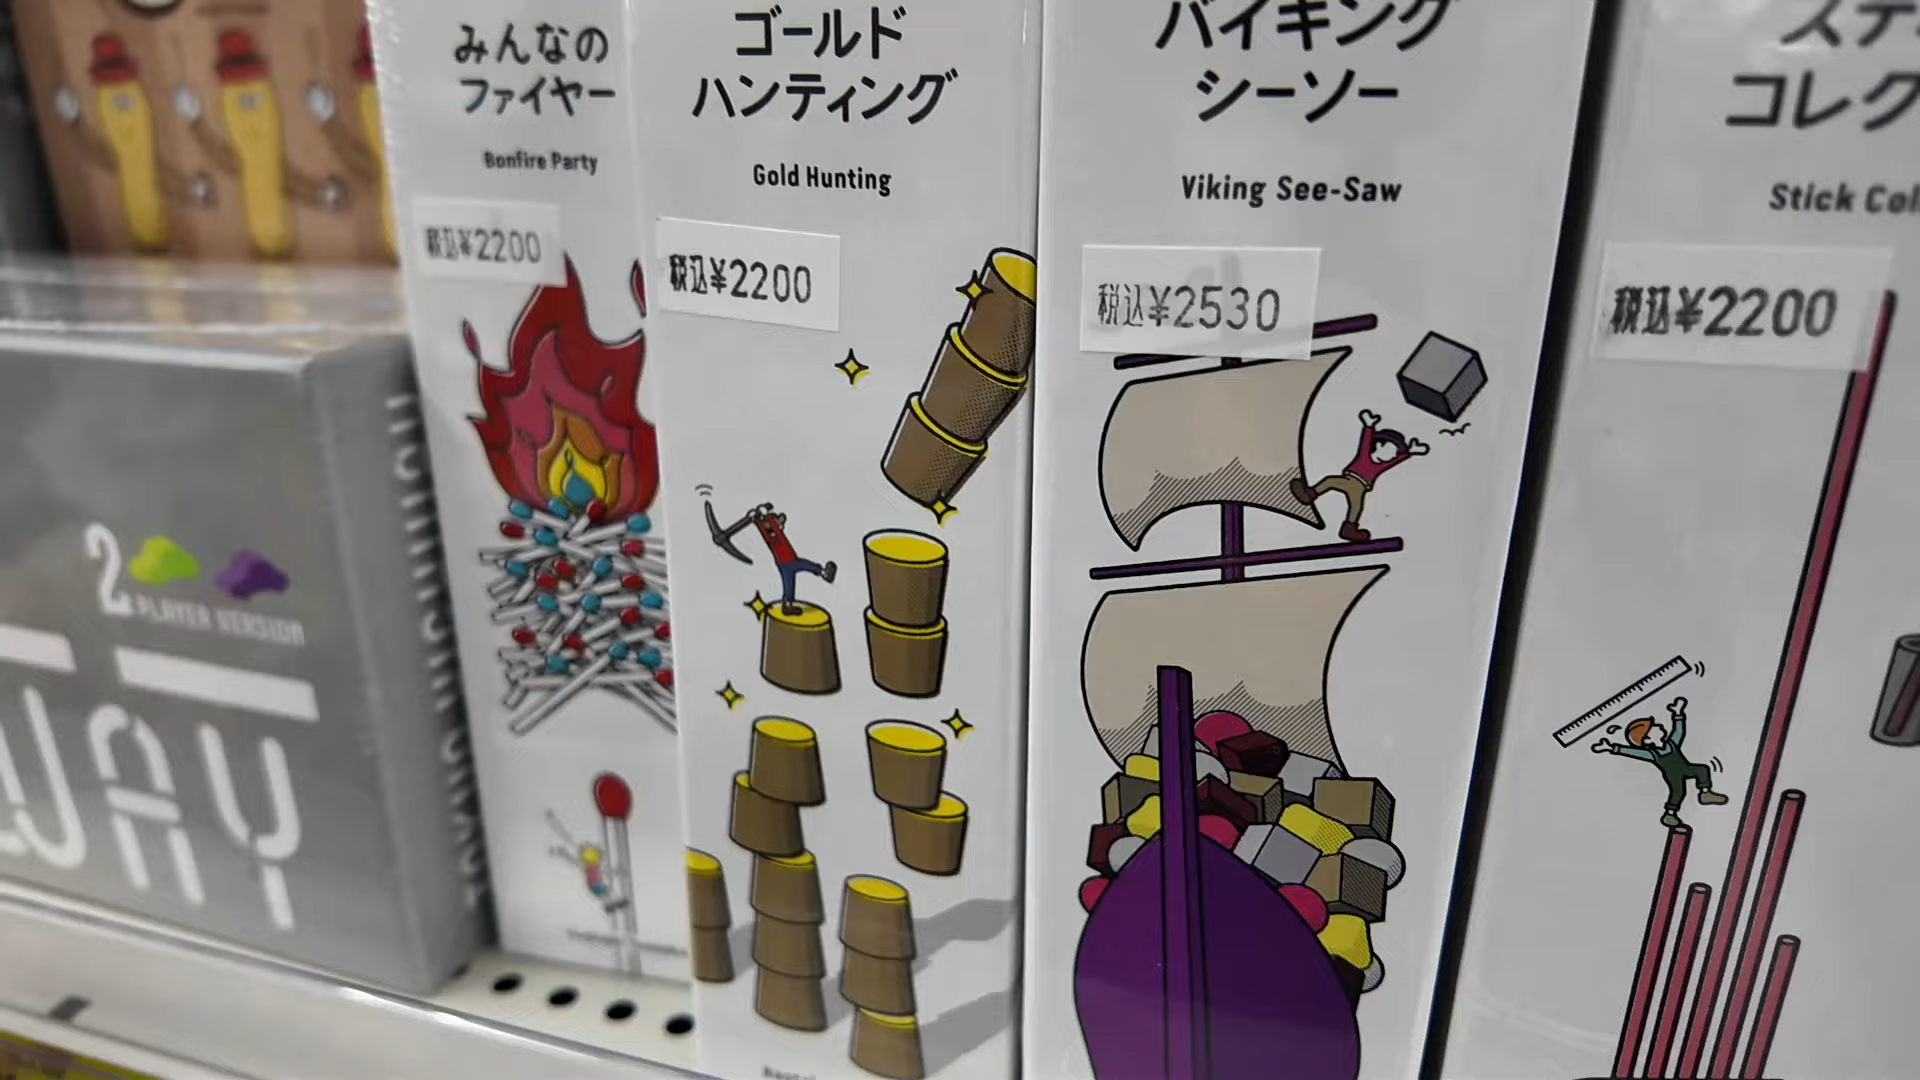 みんなの
ファイヤー
Bonfire Party
税込¥2200
ゴールド
ハンティング
Gold Hunting
税込¥2200
バイキング
シーソー
Viking See-Saw
税込¥2530
ステ
コレク
Stick Col
税込¥2200
2
PLAYER VERSION
WAY